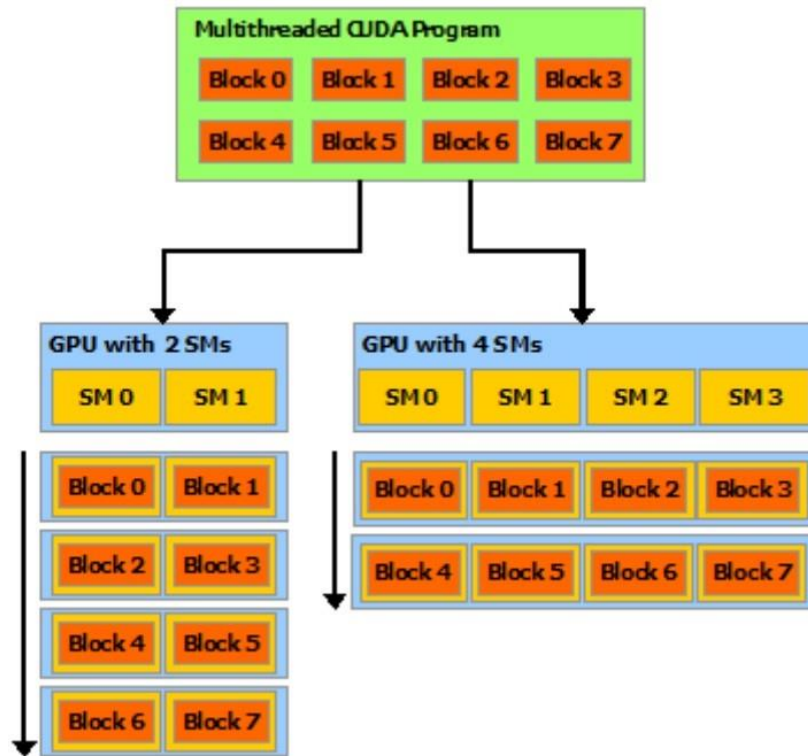 Multithreaded CUDA Program
Block 0 Block 1 Block 2 Block 3
Block 4 Block 5 Block 6 Block 7
GPU with 2 SMs
SM 0 SM 1
Block 0 Block 1
Block 2 Block 3
Block 4 Block 5
Block 6 Block 7
GPU with 4 SMs
SM 0 SM 1 SM 2 SM 3
Block 0 Block 1 Block 2 Block 3
Block 4 Block 5 Block 6 Block 7